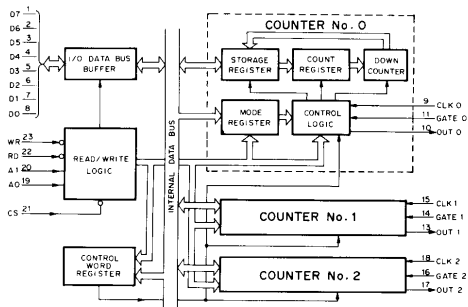 COUNTER No. 0
D7 1
D6 2
D5 3
D4 4
D3 5
D2 6
D1 7
D0 8
I/O DATA BUS
BUFFER
STORAGE
REGISTER
COUNT
REGISTER
DOWN
COUNTER
MODE
REGISTER
CONTROL
LOGIC
9 CLK 0
11 GATE 0
10 OUT 0
WR 23
RD 22
A1 20
A0 19
CS 21
READ/WRITE
LOGIC
INTERNAL DATA BUS
COUNTER No. 1
15 CLK 1
14 GATE 1
13 OUT 1
CONTROL
WORD
REGISTER
COUNTER No. 2
18 CLK 2
16 GATE 2
17 OUT 2